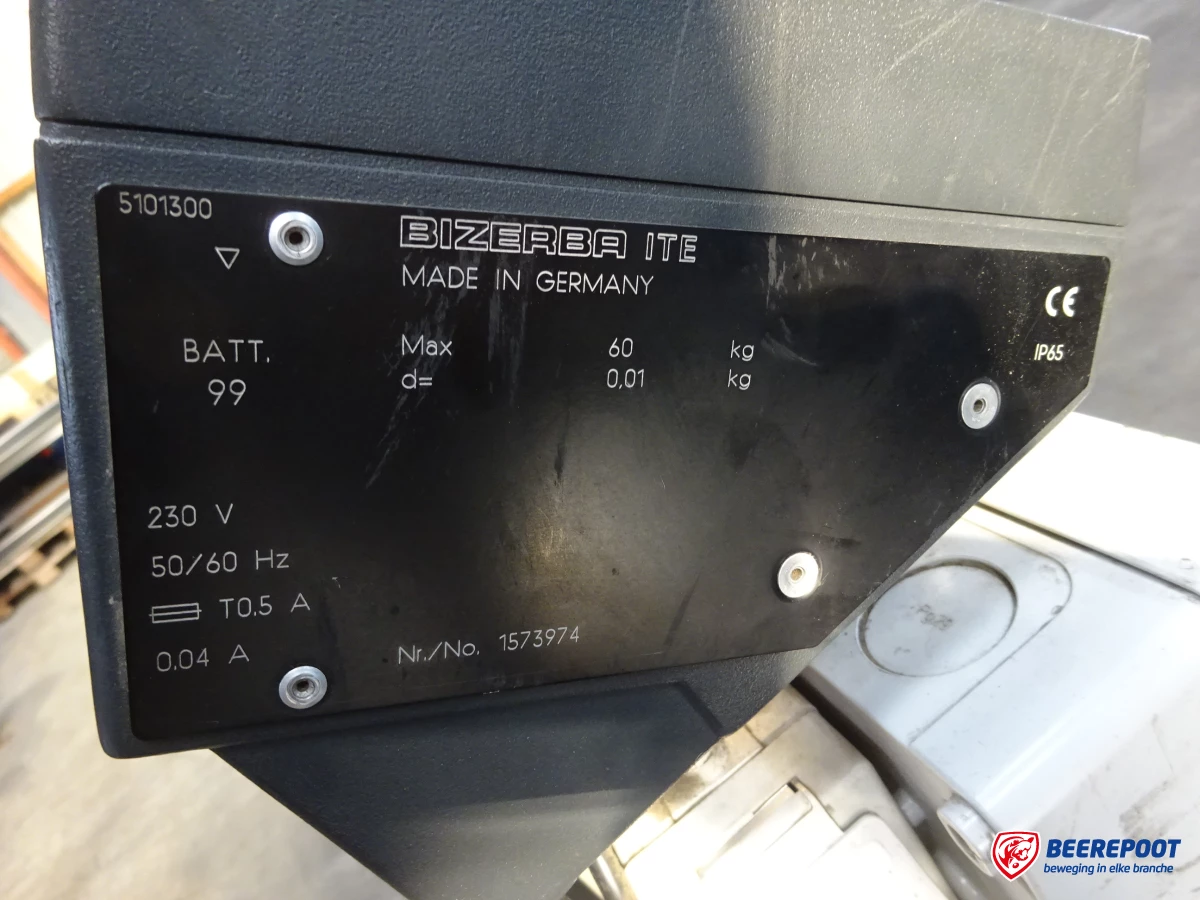 5101300
BIZERBA ITE
MADE IN GERMANY
CE
IP65
BATT.
99
Max 60 kg
d= 0,01 kg
230 V
50/60 Hz
T0,5 A
0,04 A
Nr./No. 1573974
BEEREPOOT
beweging in elke branche